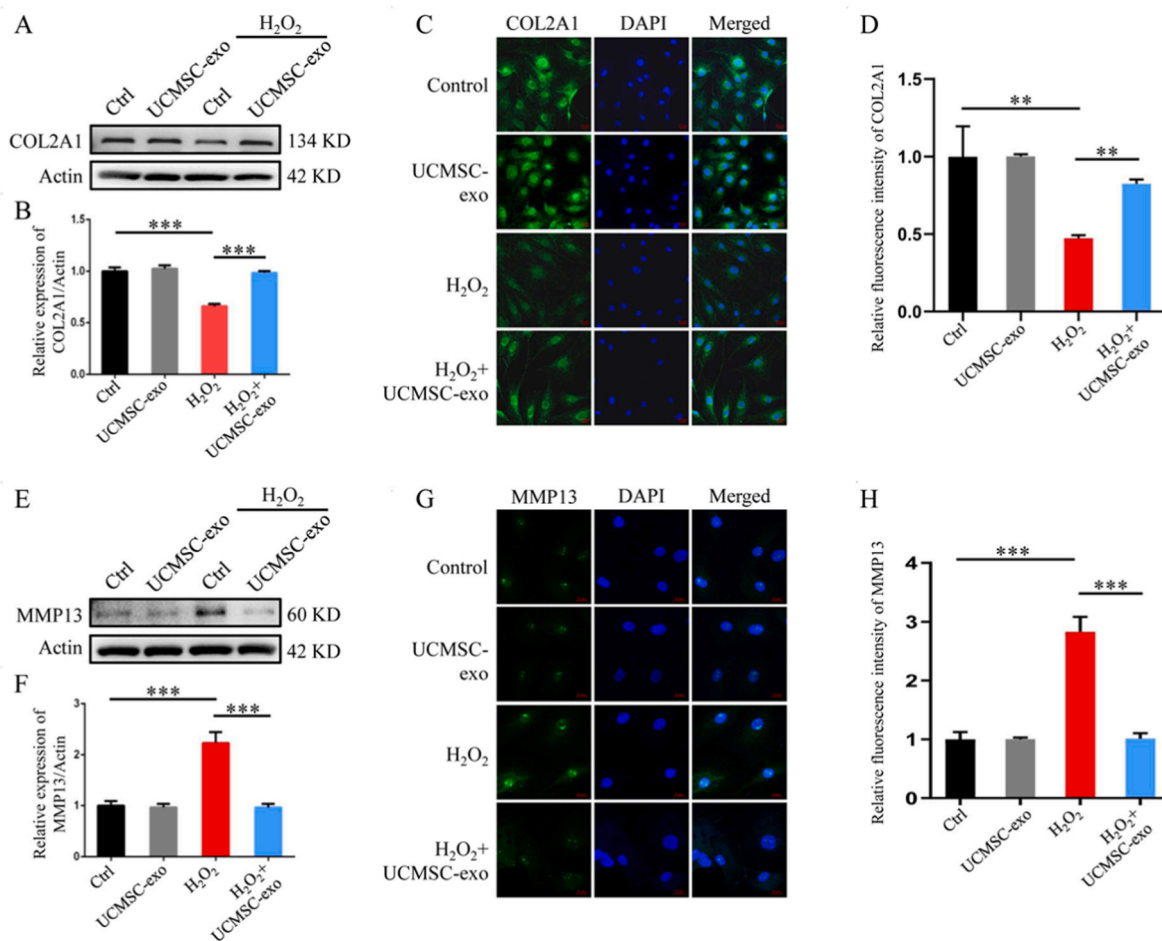 A
H₂O₂
Ctrl
UCMSC-exo
Ctrl
UCMSC-exo
COL2A1
134 KD
Actin
42 KD
B
Relative expression of
COL2A1/Actin
1.5
1.0
0.5
0.0
***
***
Ctrl
UCMSC-exo
H₂O₂
H₂O₂+
UCMSC-exo
C
COL2A1
DAPI
Merged
Control
UCMSC-
exo
H₂O₂
H₂O₂+
UCMSC-exo
D
Relative fluorescence intensity of COL2A1
1.5
1.0
0.5
0.0
**
**
Ctrl
UCMSC-exo
H₂O₂
H₂O₂+
UCMSC-exo
E
H₂O₂
Ctrl
UCMSC-exo
Ctrl
UCMSC-exo
MMP13
60 KD
Actin
42 KD
F
Relative expression of
MMP13/Actin
3
2
1
0
***
***
Ctrl
UCMSC-exo
H₂O₂
H₂O₂+
UCMSC-exo
G
MMP13
DAPI
Merged
Control
UCMSC-
exo
H₂O₂
H₂O₂+
UCMSC-exo
H
Relative fluorescence intensity of MMP13
4
3
2
1
0
***
***
Ctrl
UCMSC-exo
H₂O₂
H₂O₂+
UCMSC-exo